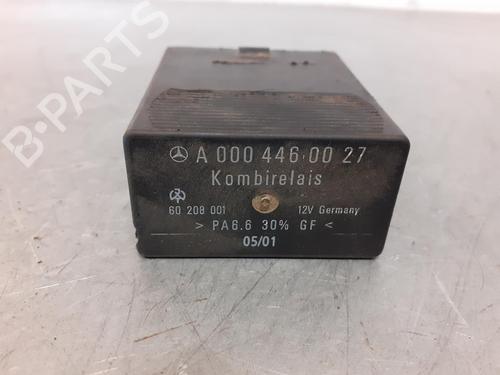 B-PARTS
A 000 446 00 27
Kombirelais
60 208 001 12V Germany
> PA6.6 30% GF <
05/01